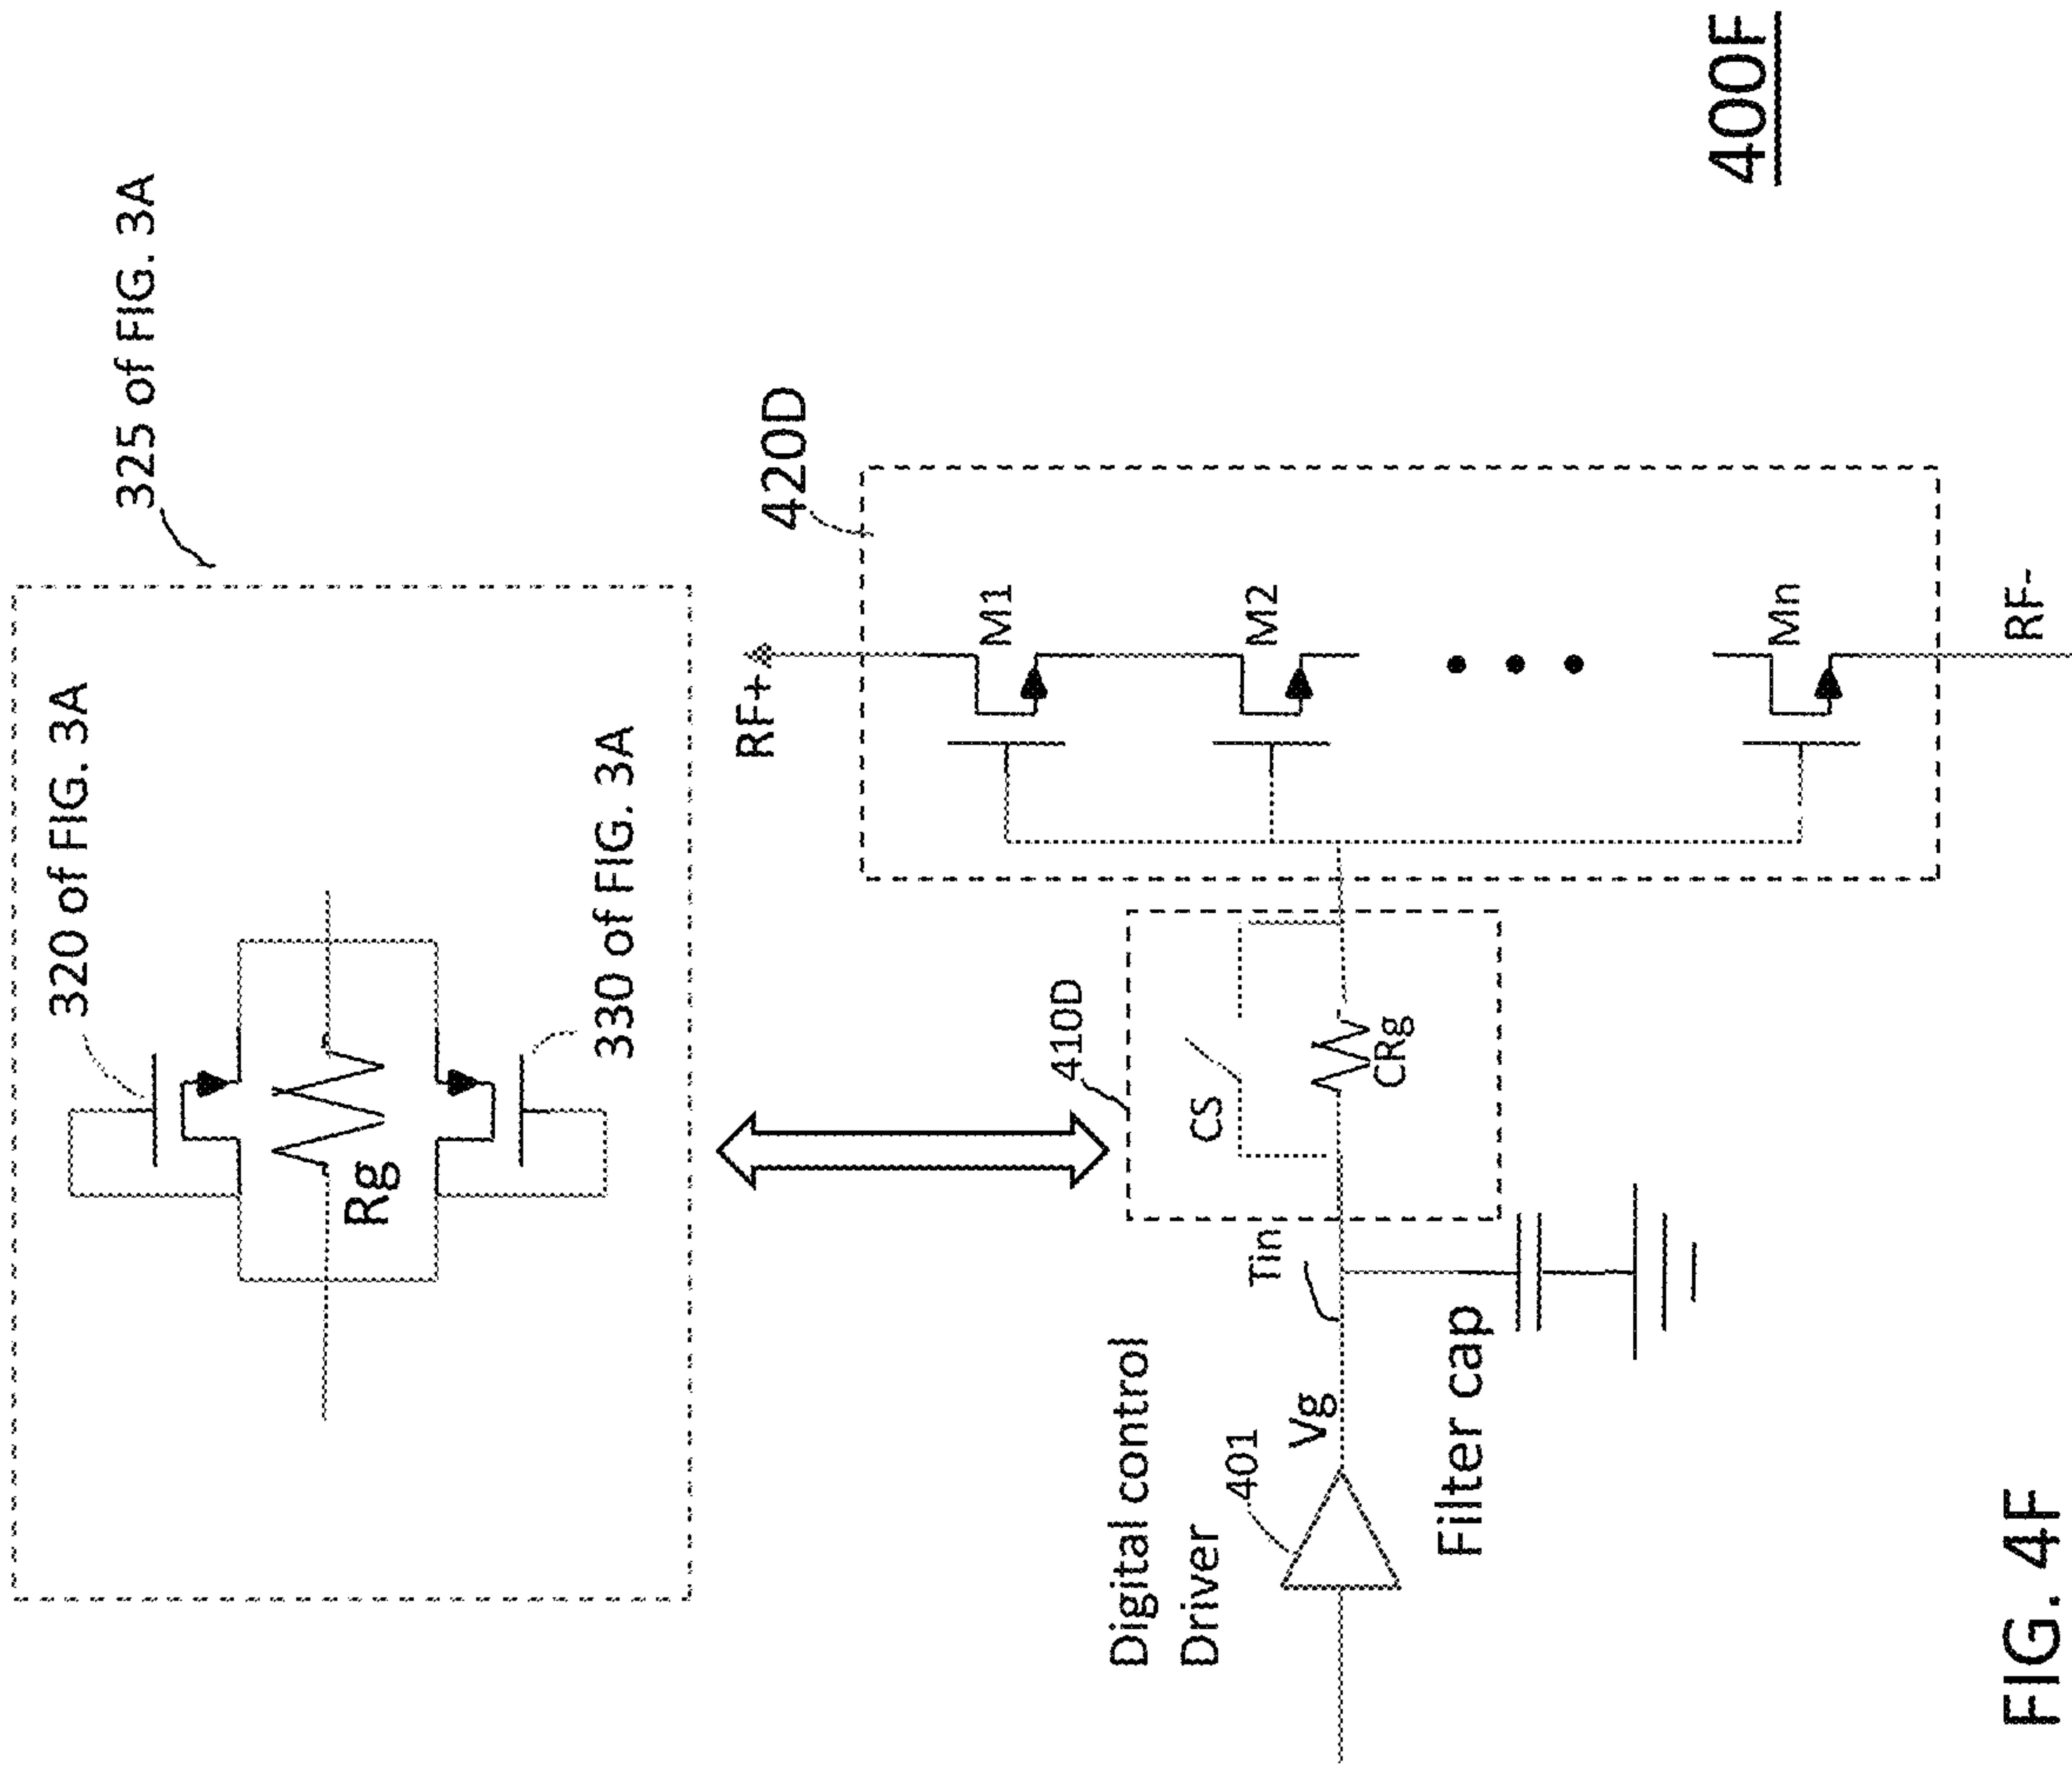 325 of FIG. 3A
320 of FIG. 3A
Rg
330 of FIG. 3A
420D
RF+
M1
M2
Mn
RF-
410D
CS
CRg
Tin
Digital control
Driver
401
Vg
Filter cap
400F
FIG. 4F